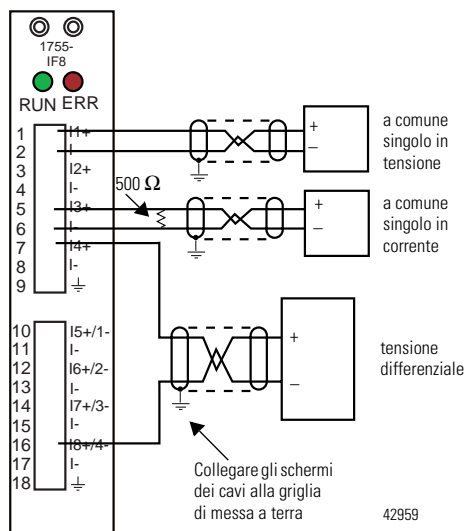 1755-
IF8
RUN ERR
1 I1+
2 I-
3 I2+
4 I-
5 I3+
6 I-
7 I4+
8 I-
9
10 I5+/1-
11 I-
12 I6+/2-
13 I-
14 I7+/3-
15 I-
16 I8+/4-
17 I-
18
500 Ω
+
–
a comune
singolo in
tensione
+
–
a comune
singolo in
corrente
+
–
tensione
differenziale
Collegare gli schermi
dei cavi alla griglia
di messa a terra
42959